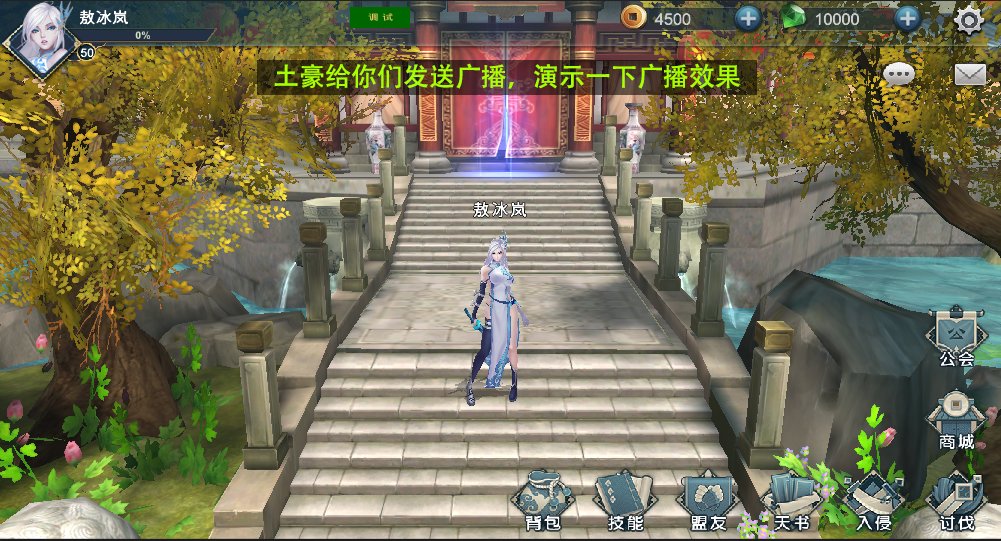 敖冰岚
调试
4500
10000
0%
50
土豪给你们发送广播，演示一下广播效果
敖冰岚
公会
商城
背包
技能
盟友
天书
入侵
讨伐